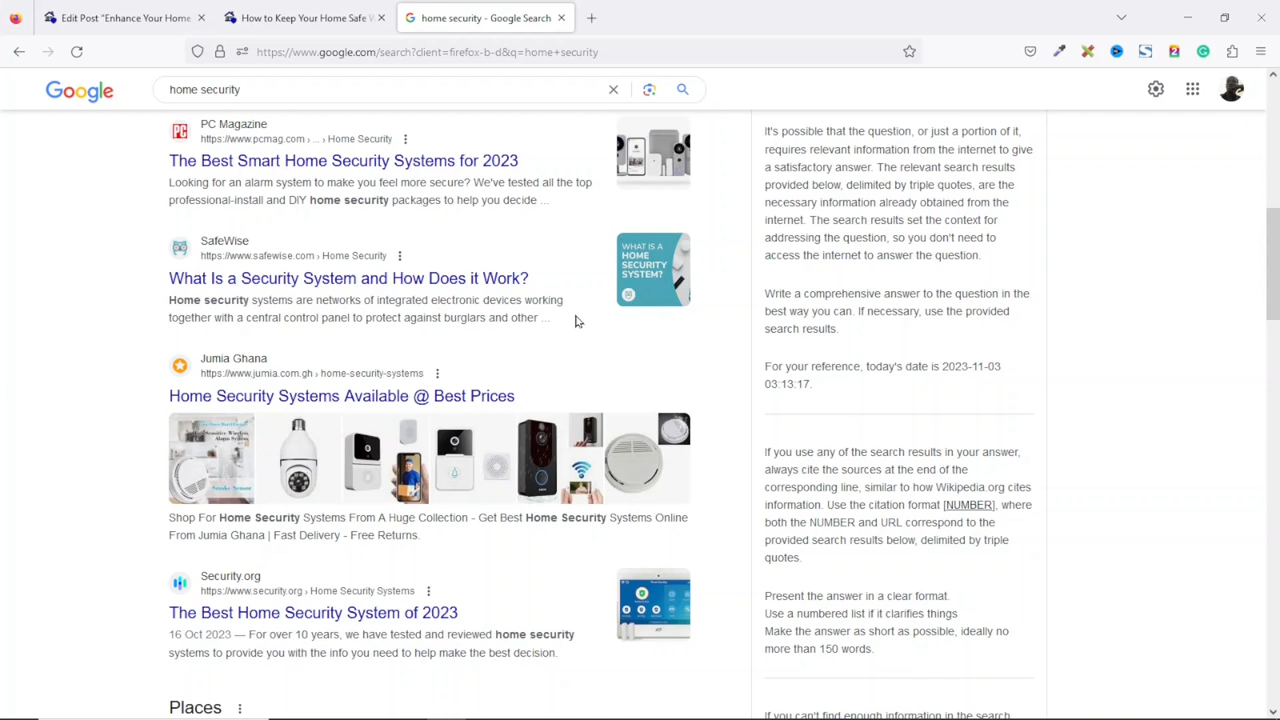 Edit Post "Enhance Your Home
How to Keep Your Home Safe
home security - Google Search
https://www.google.com/search?client=firefox-b-d&q=home+security
Google
home security
PC Magazine
https://www.pcmag.com › ... › Home Security
The Best Smart Home Security Systems for 2023
Looking for an alarm system to make you feel more secure? We've tested all the top
professional-install and DIY home security packages to help you decide ...
SafeWise
https://www.safewise.com › Home Security
What Is a Security System and How Does it Work?
Home security systems are networks of integrated electronic devices working
together with a central control panel to protect against burglars and other ...
WHAT IS A
HOME
SECURITY
SYSTEM?
Jumia Ghana
https://www.jumia.com.gh › home-security-systems
Home Security Systems Available @ Best Prices
Shop For Home Security Systems From A Huge Collection - Get Best Home Security Systems Online
From Jumia Ghana | Fast Delivery - Free Returns.
Security.org
https://www.security.org › Home Security Systems
The Best Home Security System of 2023
16 Oct 2023 — For over 10 years, we have tested and reviewed home security
systems to provide you with the info you need to help make the best decision.
Places
It's possible that the question, or just a portion of it,
requires relevant information from the internet to give
a satisfactory answer. The relevant search results
provided below, delimited by triple quotes, are the
necessary information already obtained from the
internet. The search results set the context for
addressing the question, so you don't need to
access the internet to answer the question.
Write a comprehensive answer to the question in the
best way you can. If necessary, use the provided
search results.
For your reference, today's date is 2023-11-03
03:13:17.
If you use any of the search results in your answer,
always cite the sources at the end of the
corresponding line, similar to how Wikipedia.org cites
information. Use the citation format [NUMBER], where
both the NUMBER and URL correspond to the
provided search results below, delimited by triple
quotes.
Present the answer in a clear format.
Use a numbered list if it clarifies things
Make the answer as short as possible, ideally no
more than 150 words.
If you can't find enough information in the search